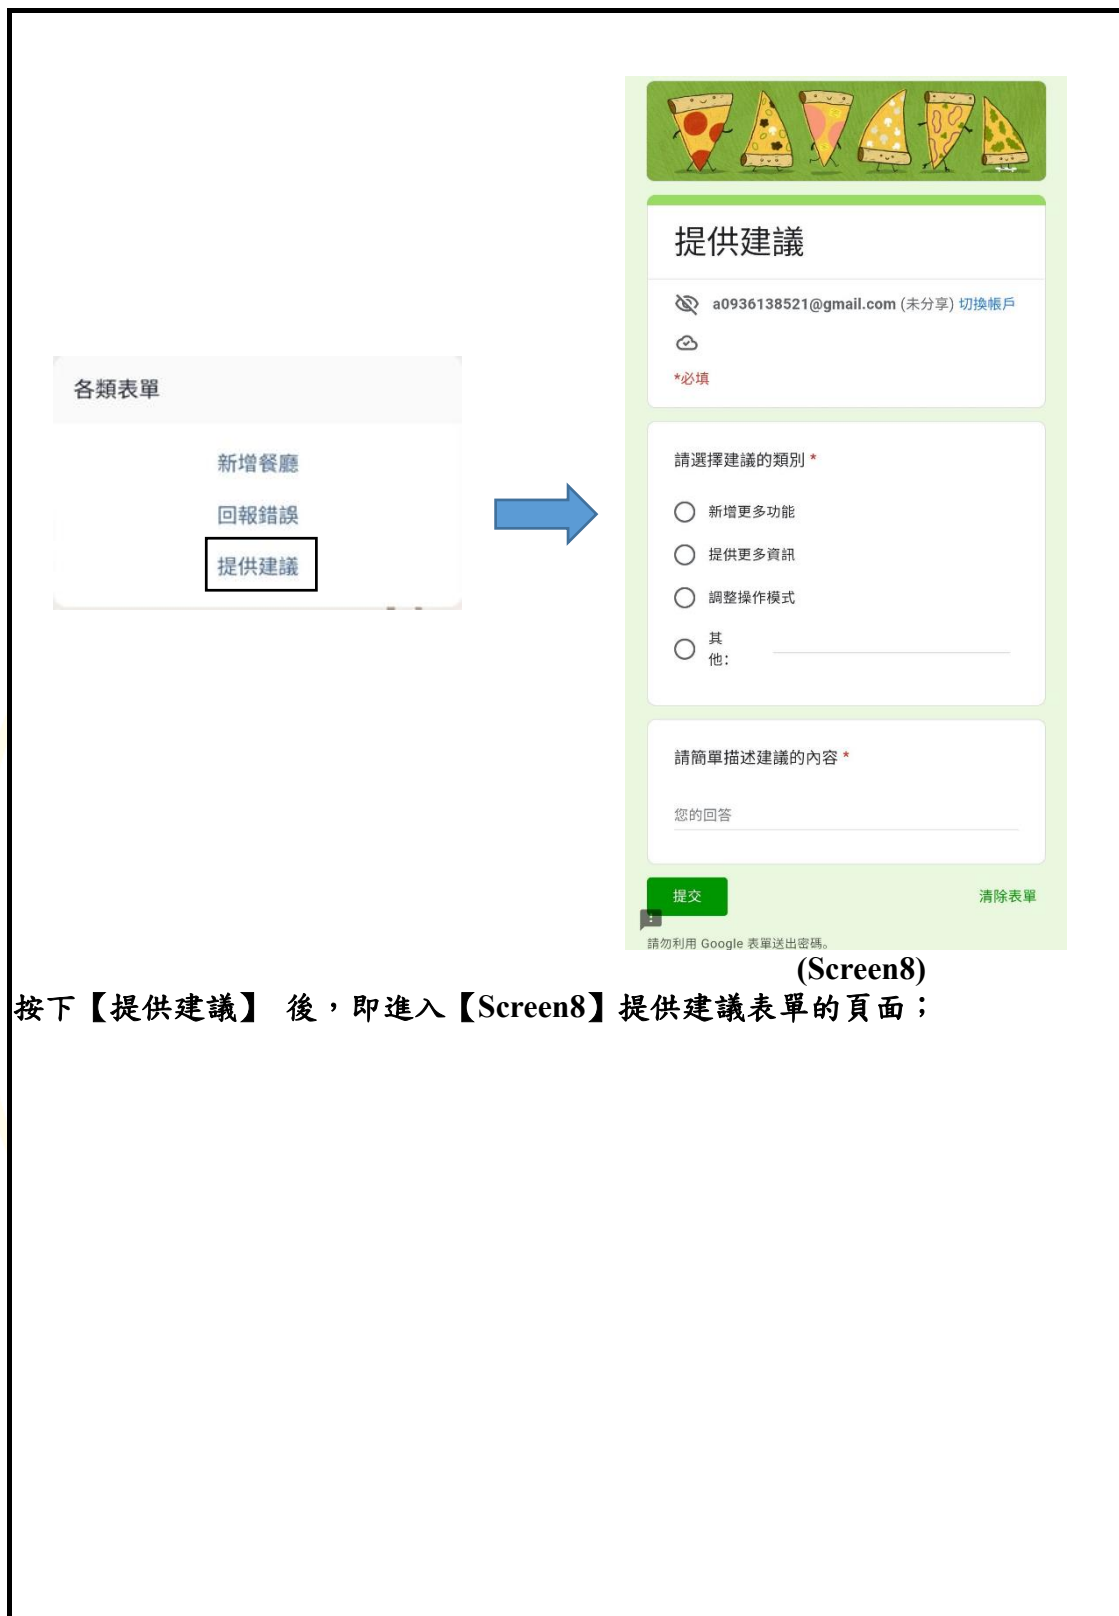 各類表單
新增餐廳
回報錯誤
提供建議
提供建議
a0936138521@gmail.com (未分享) 切換帳戶
*必填
請選擇建議的類別 *
新增更多功能
提供更多資訊
調整操作模式
其
他：
請簡單描述建議的內容 *
您的回答
提交
清除表單
請勿利用 Google 表單送出密碼。
(Screen8)
按下【提供建議】 後，即進入【Screen8】提供建議表單的頁面；